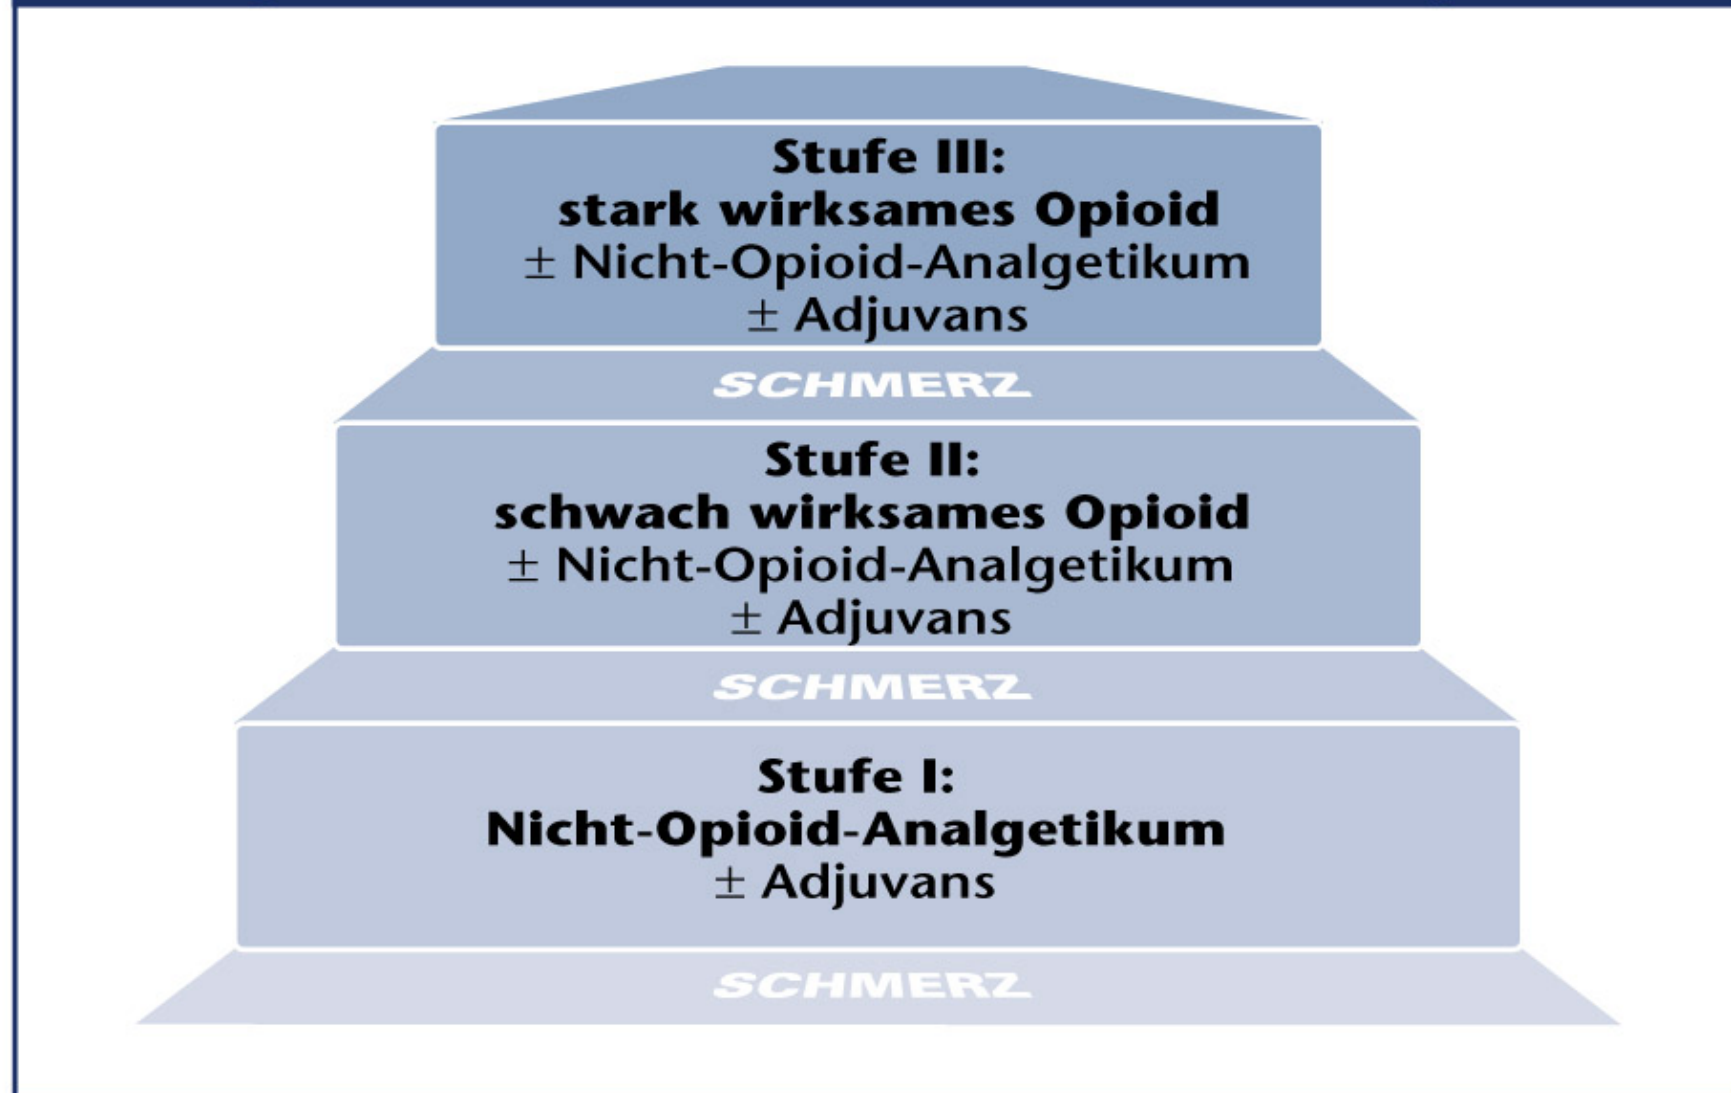 Stufe III:
stark wirksames Opioid
± Nicht-Opioid-Analgetikum
± Adjuvans
SCHMERZ
Stufe II:
schwach wirksames Opioid
± Nicht-Opioid-Analgetikum
± Adjuvans
SCHMERZ
Stufe I:
Nicht-Opioid-Analgetikum
± Adjuvans
SCHMERZ